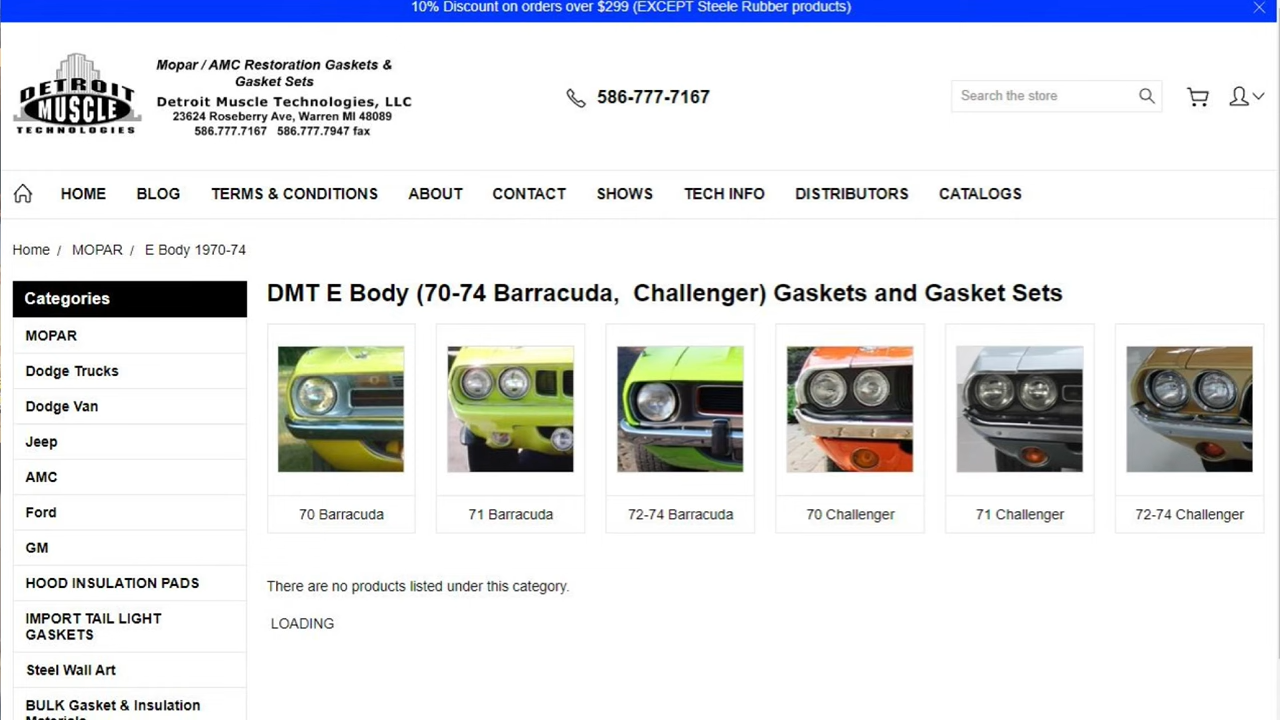 10% Discount on orders over $299 (EXCEPT Steele Rubber products)
DETROIT
MUSCLE
TECHNOLOGIES
Mopar / AMC Restoration Gaskets &
Gasket Sets
Detroit Muscle Technologies, LLC
23624 Roseberry Ave, Warren MI 48089
586.777.7167 586.777.7947 fax
586-777-7167
Search the store
HOME BLOG TERMS & CONDITIONS ABOUT CONTACT SHOWS TECH INFO DISTRIBUTORS CATALOGS
Home / MOPAR / E Body 1970-74
Categories
MOPAR
Dodge Trucks
Dodge Van
Jeep
AMC
Ford
GM
HOOD INSULATION PADS
IMPORT TAIL LIGHT
GASKETS
Steel Wall Art
BULK Gasket & Insulation
Materials
DMT E Body (70-74 Barracuda, Challenger) Gaskets and Gasket Sets
70 Barracuda
71 Barracuda
72-74 Barracuda
70 Challenger
71 Challenger
72-74 Challenger
There are no products listed under this category.
LOADING